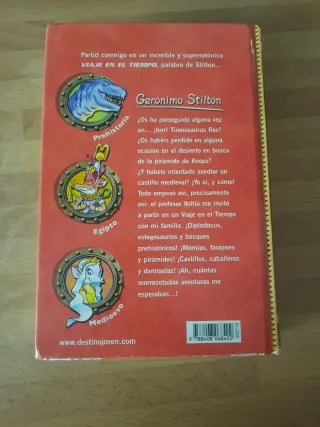 Partid conmigo en un increíble y superratónico
VIAJE EN EL TIEMPO, palabra de Stilton...
Prehistoria
Geronimo Stilton
¿Os ha perseguido alguna vez
un... ¡brrr! Tiranosaurus Rex?
¿Os habéis perdido en alguna
ocasión en el desierto en busca
de la pirámide de Keops?
¿Y habéis intentado asediar un
castillo medieval? ¡Yo sí, y cómo!
Todo empezó así, precisamente
así: el profesor Voltio me invitó
a partir en un Viaje en el Tiempo
con mi familia. ¡Diplodocus,
estegosaurios y bosques
prehistóricos! ¡Momias, faraones
y pirámides! ¡Castillos, caballeros
y damiselas! ¡Ah, cuántas
morrocotudas aventuras me
esperaban...!
Egipto
Medioevo
www.destinojoven.com